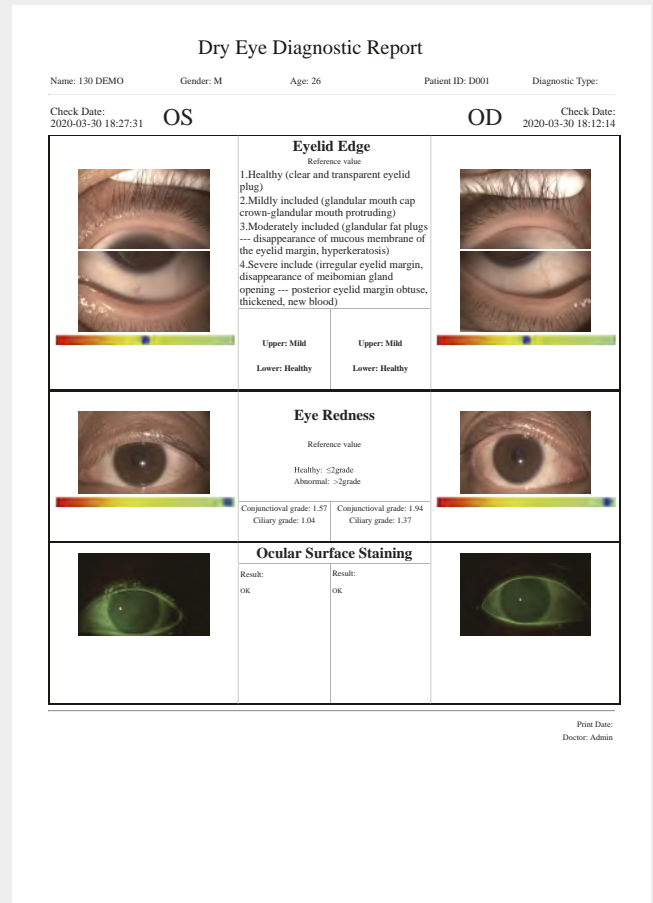 Dry Eye Diagnostic Report
Name: 130 DEMO Gender: M Age: 26 Patient ID: D001 Diagnostic Type:
Check Date:
2020-03-30 18:27:31
OS
OD
Check Date:
2020-03-30 18:12:14
Eyelid Edge
Reference value
1.Healthy (clear and transparent eyelid
plug)
2.Mildly included (glandular mouth cap
crown-glandular mouth protruding)
3.Moderately included (glandular fat plugs
--- disappearance of mucous membrane of
the eyelid margin, hyperkeratosis)
4.Severe include (irregular eyelid margin,
disappearance of meibomian gland
opening --- posterior eyelid margin obtuse,
thickened, new blood)
Upper: Mild Upper: Mild
Lower: Healthy Lower: Healthy
Eye Redness
Reference value
Healthy: ≤2grade
Abnormal: >2grade
Conjunctioval grade: 1.57 Conjunctioval grade: 1.94
Ciliary grade: 1.04 Ciliary grade: 1.37
Ocular Surface Staining
Result: Result:
OK OK
Print Date:
Doctor: Admin